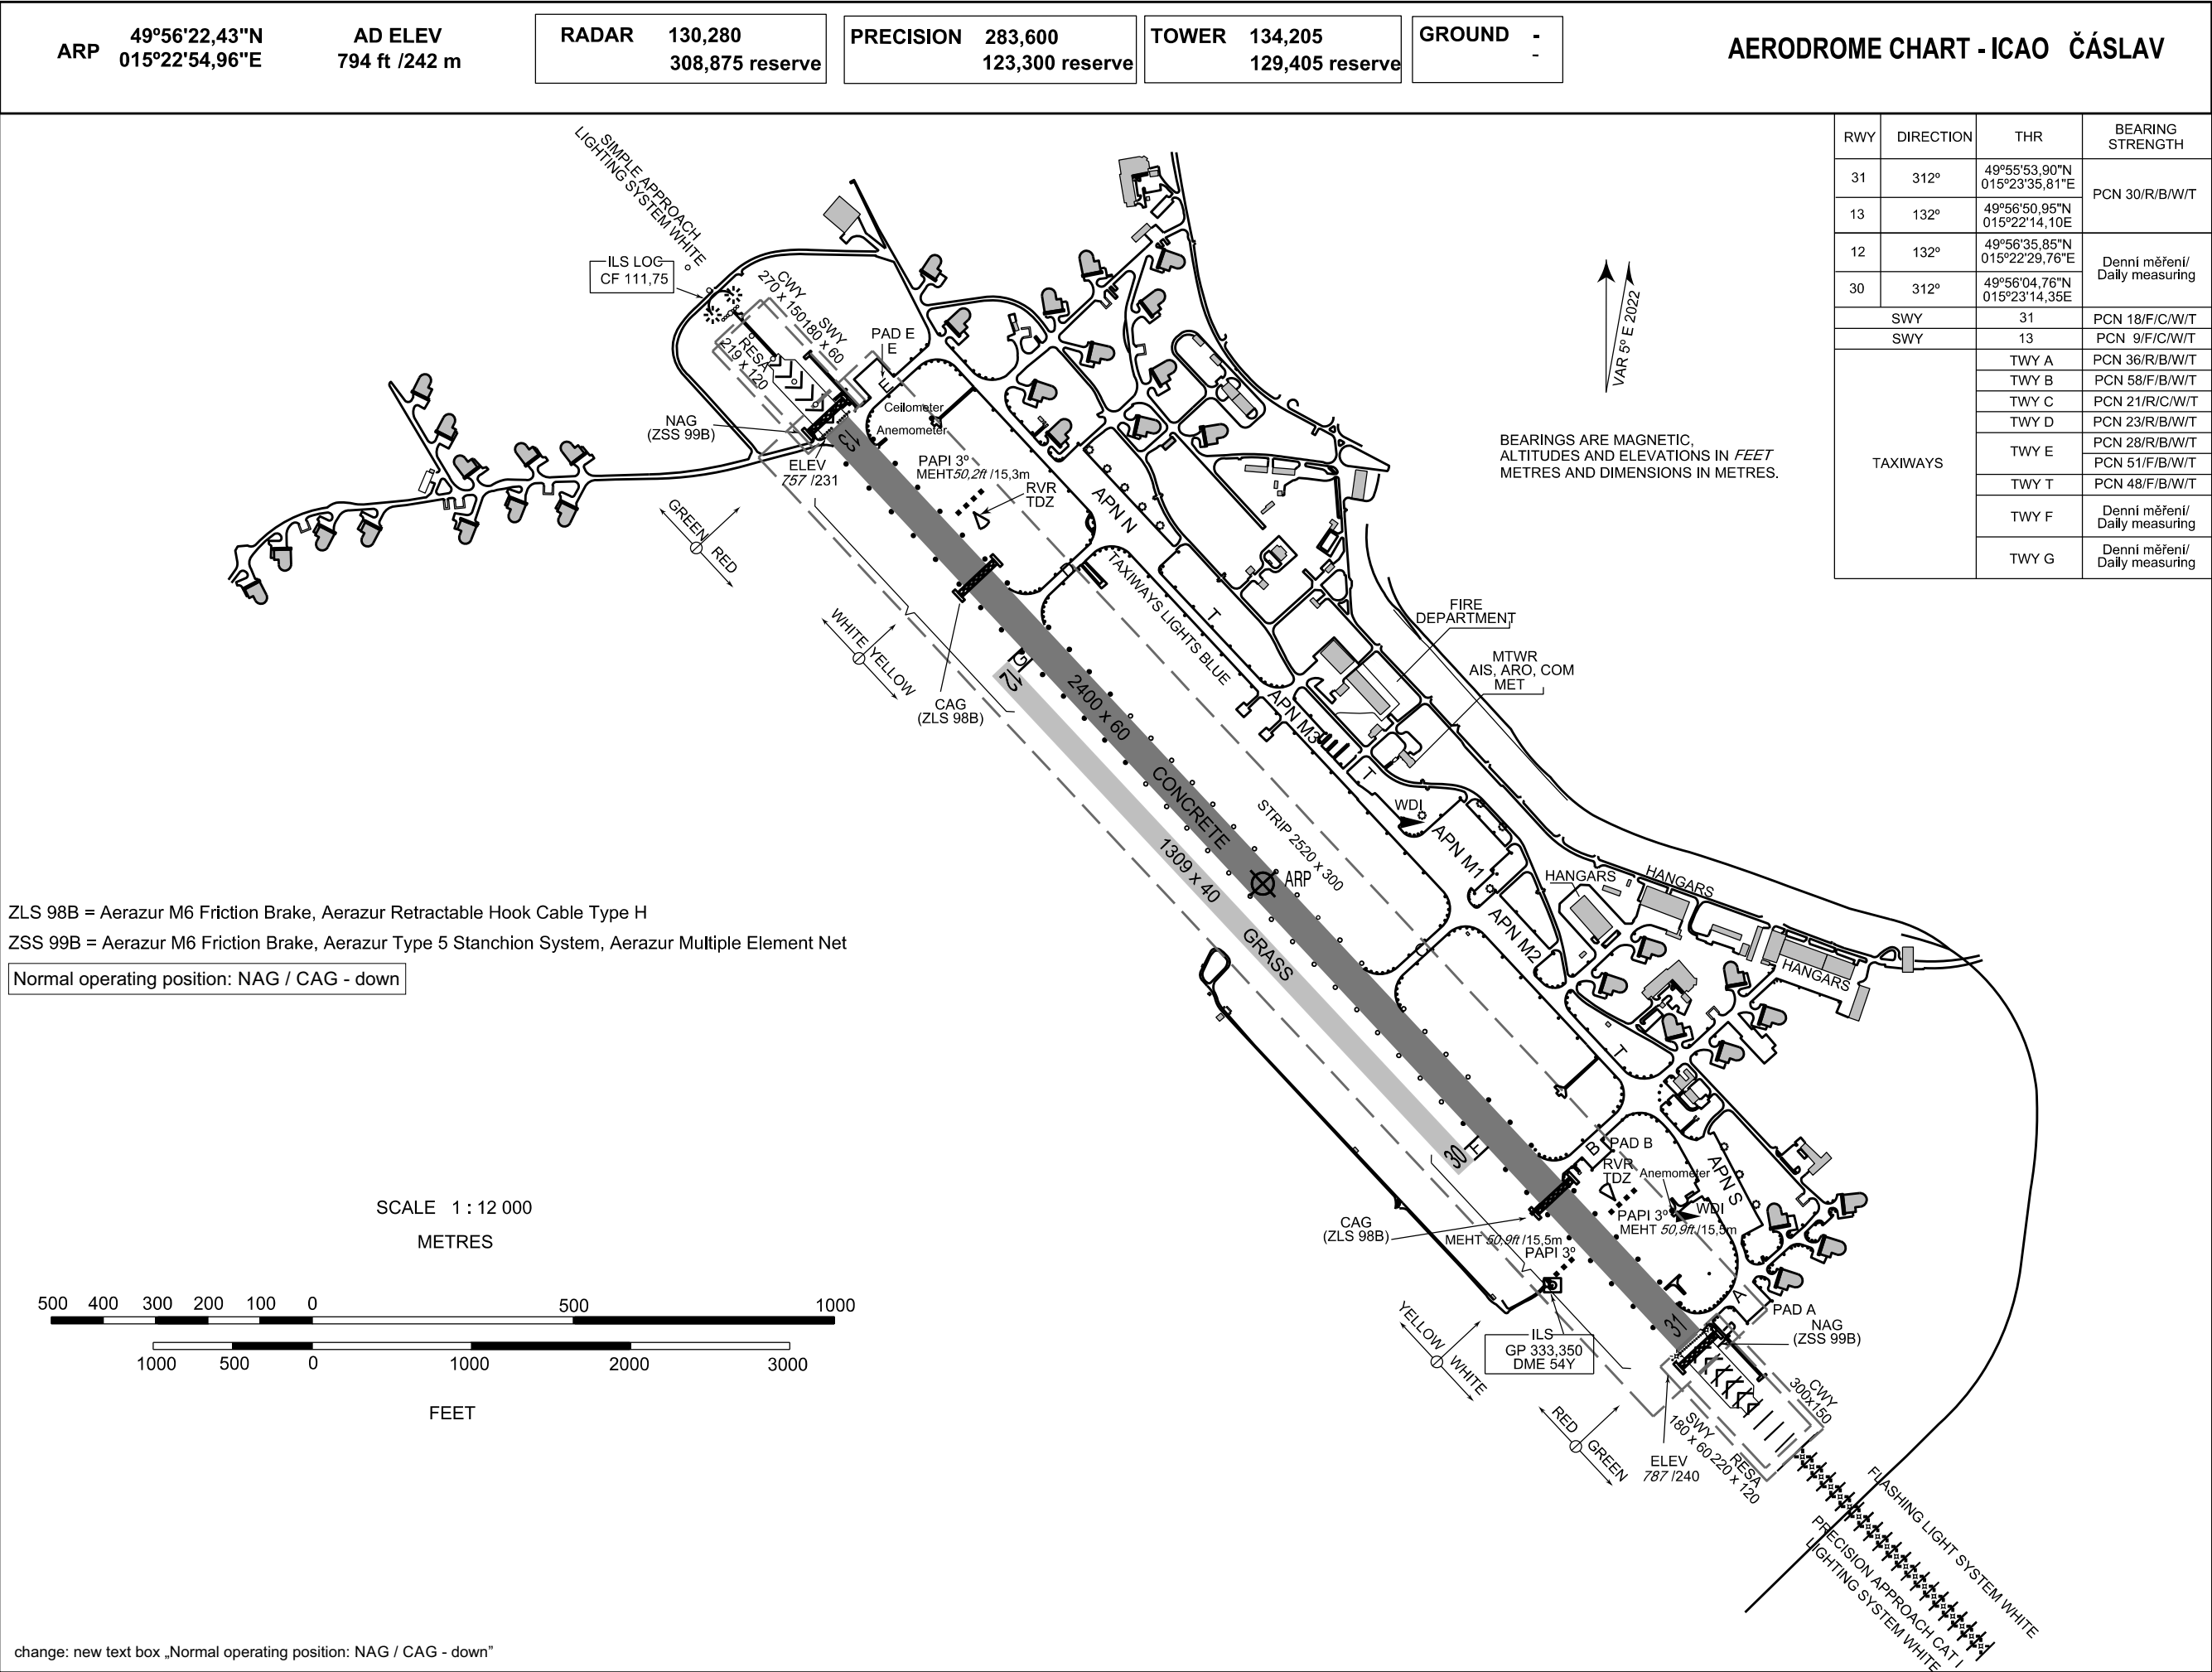 ARP
49º56'22,43"N
015º22'54,96"E
AD ELEV
794 ft /242 m
RADAR 130,280
308,875 reserve
PRECISION 283,600
123,300 reserve
TOWER 134,205
129,405 reserve
GROUND -
-
AERODROME CHART - ICAO ČÁSLAV
RWY DIRECTION THR BEARING
STRENGTH
31 312º 49º55'53,90"N
015º23'35,81"E
PCN 30/R/B/W/T
13 132º 49º56'50,95"N
015º22'14,10E
12 132º 49º56'35,85"N
015º22'29,76"E
Denní měření/
Daily measuring
30 312º 49º56'04,76"N
015º23'14,35E
SWY 31 PCN 18/F/C/W/T
SWY 13 PCN 9/F/C/W/T
TAXIWAYS
TWY A PCN 36/R/B/W/T
TWY B PCN 58/F/B/W/T
TWY C PCN 21/R/C/W/T
TWY D PCN 23/R/B/W/T
TWY E PCN 28/R/B/W/T
PCN 51/F/B/W/T
TWY T PCN 48/F/B/W/T
TWY F Denní měření/
Daily measuring
TWY G Denní měření/
Daily measuring
SIMPLE APPROACH
LIGHTING SYSTEM WHITE
ILS LOC
CF 111,75
CWY
270 x 150
SWY
180 x 60
RESA
219 x 120
PAD E
E
E
Ceilometer
Anemometer
NAG
(ZSS 99B)
13
ELEV
757 /231
PAPI 3º
MEHT 50,2ft /15,3m
RVR
TDZ
APN N
GREEN
RED
VAR 5º E 2022
BEARINGS ARE MAGNETIC,
ALTITUDES AND ELEVATIONS IN FEET
METRES AND DIMENSIONS IN METRES.
TAXIWAYS LIGHTS BLUE
T
FIRE
DEPARTMENT
MTWR
AIS, ARO, COM
MET
WHITE
YELLOW
CAG
(ZLS 98B)
G
12
2400 x 60
APN M3
T
CONCRETE
STRIP 2520 x 300
WDI
APN M1
1309 x 40
ARP
HANGARS
HANGARS
GRASS
APN M2
HANGARS
ZLS 98B = Aerazur M6 Friction Brake, Aerazur Retractable Hook Cable Type H
ZSS 99B = Aerazur M6 Friction Brake, Aerazur Type 5 Stanchion System, Aerazur Multiple Element Net
Normal operating position: NAG / CAG - down
T
30
F
B
PAD B
RVR
TDZ
Anemometer
APN S
WDI
CAG
(ZLS 98B)
PAPI 3º
MEHT 50,9ft /15,5m
MEHT 50,9ft /15,5m
PAPI 3º
SCALE 1 : 12 000
METRES
500 400 300 200 100 0 500 1000
1000 500 0 1000 2000 3000
FEET
ILS
GP 333,350
DME 54Y
YELLOW
WHITE
31
A
PAD A
NAG
(ZSS 99B)
CWY
300x150
SWY
180 x 60
RESA
220 x 120
RED
GREEN
ELEV
787 /240
FLASHING LIGHT SYSTEM WHITE
PRECISION APPROACH CAT I
LIGHTING SYSTEM WHITE
change: new text box „Normal operating position: NAG / CAG - down”